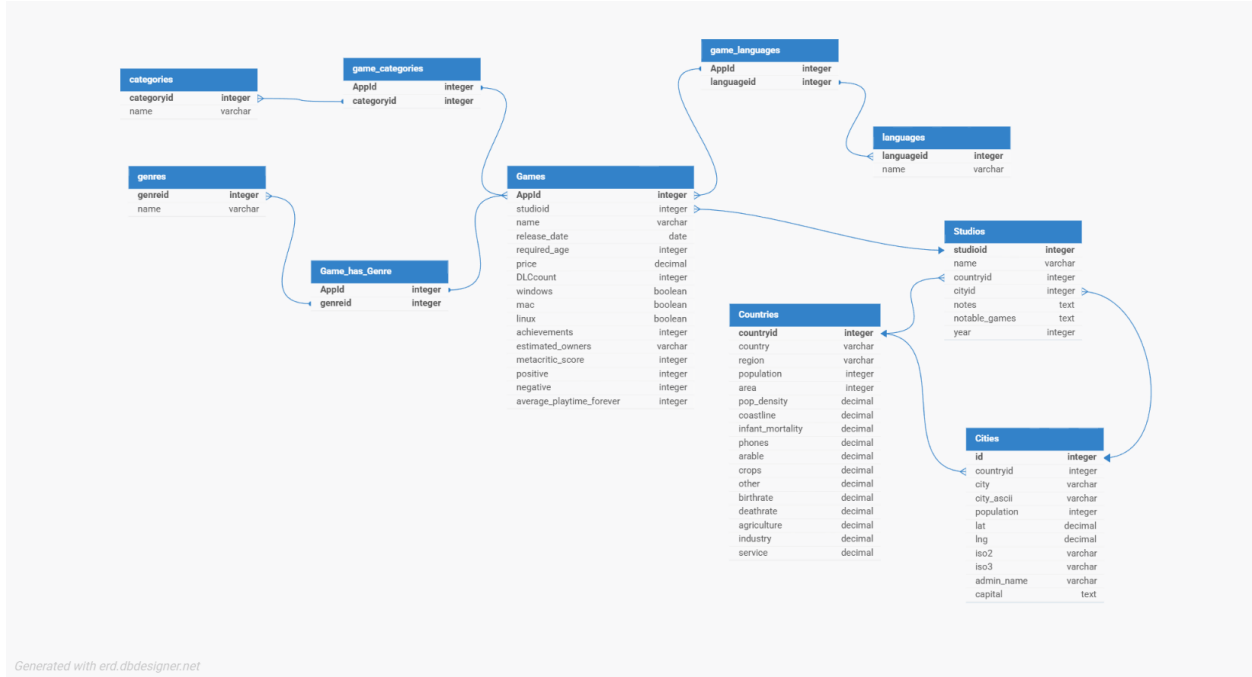 categories
categoryid integer
name varchar
game_categories
AppId integer
categoryid integer
game_languages
AppId integer
languageid integer
languages
languageid integer
name varchar
genres
genreid integer
name varchar
Game_has_Genre
AppId integer
genreid integer
Games
AppId integer
studioid integer
name varchar
release_date date
required_age integer
price decimal
DLCcount integer
windows boolean
mac boolean
linux boolean
achievements integer
estimated_owners varchar
metacritic_score integer
positive integer
negative integer
average_playtime_forever integer
Studios
studioid integer
name varchar
countryid integer
cityid integer
notes text
notable_games text
year integer
Countries
countryid integer
country varchar
region varchar
population integer
area integer
pop_density decimal
coastline decimal
infant_mortality decimal
phones decimal
arable decimal
crops decimal
other decimal
birthrate decimal
deathrate decimal
agriculture decimal
industry decimal
service decimal
Cities
id integer
countryid integer
city varchar
city_ascii varchar
population integer
lat decimal
lng decimal
iso2 varchar
iso3 varchar
admin_name varchar
capital text
Generated with erd.dbdesigner.net